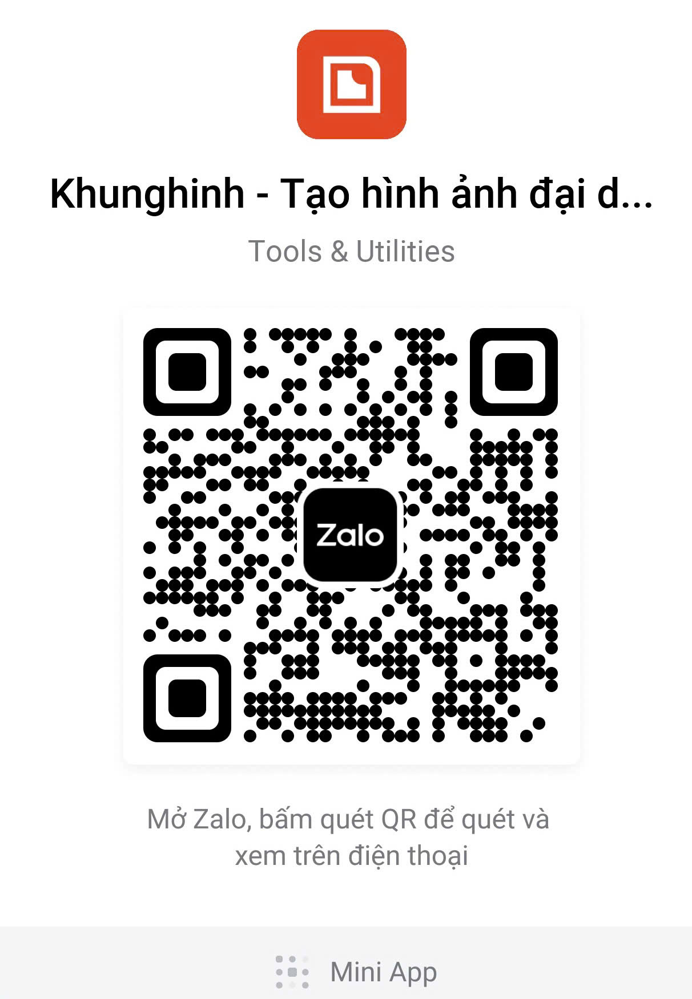 Khunghinh - Tạo hình ảnh đại d...
Tools & Utilities
Zalo
Mở Zalo, bấm quét QR để quét và
xem trên điện thoại
Mini App